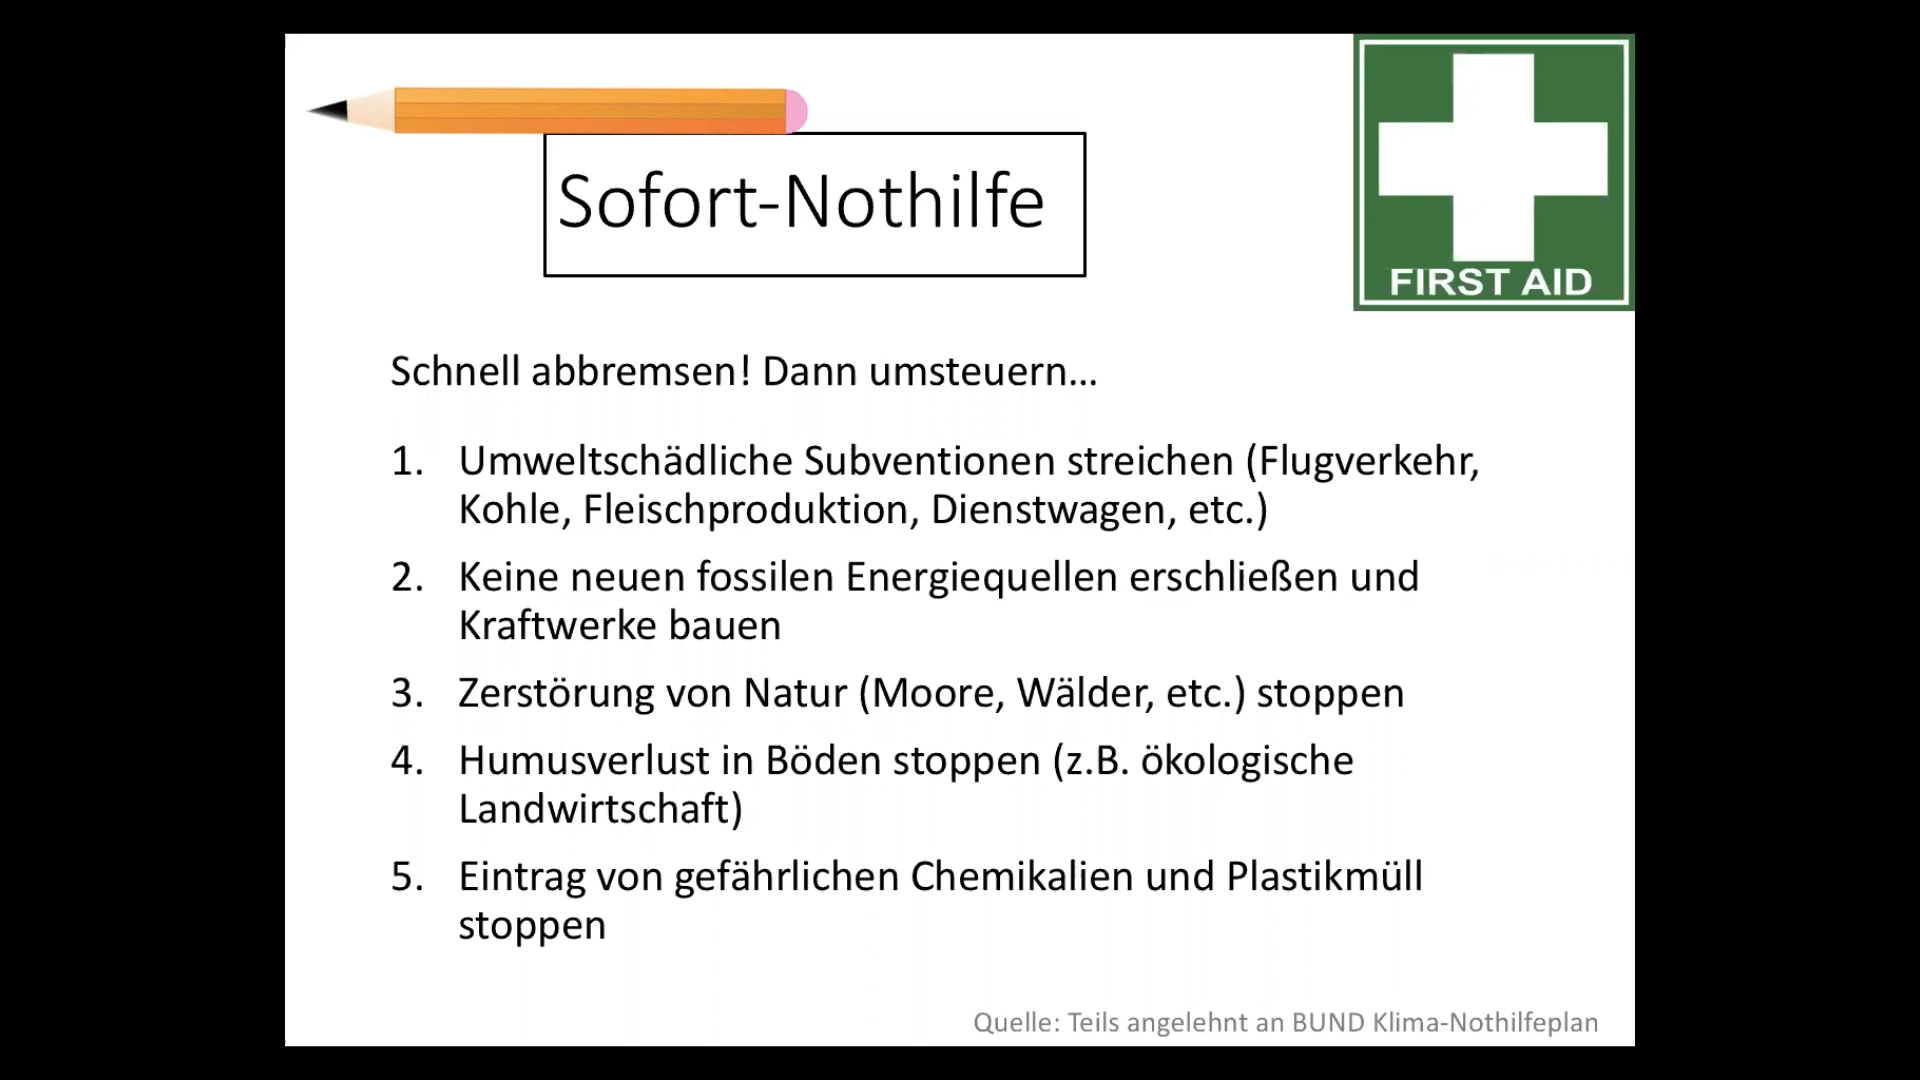 Sofort-Nothilfe
FIRST AID
Schnell abbremsen! Dann umsteuern...
1. Umweltschädliche Subventionen streichen (Flugverkehr,
Kohle, Fleischproduktion, Dienstwagen, etc.)
2. Keine neuen fossilen Energiequellen erschließen und
Kraftwerke bauen
3. Zerstörung von Natur (Moore, Wälder, etc.) stoppen
4. Humusverlust in Böden stoppen (z.B. ökologische
Landwirtschaft)
5. Eintrag von gefährlichen Chemikalien und Plastikmüll
stoppen
Quelle: Teils angelehnt an BUND Klima-Nothilfeplan